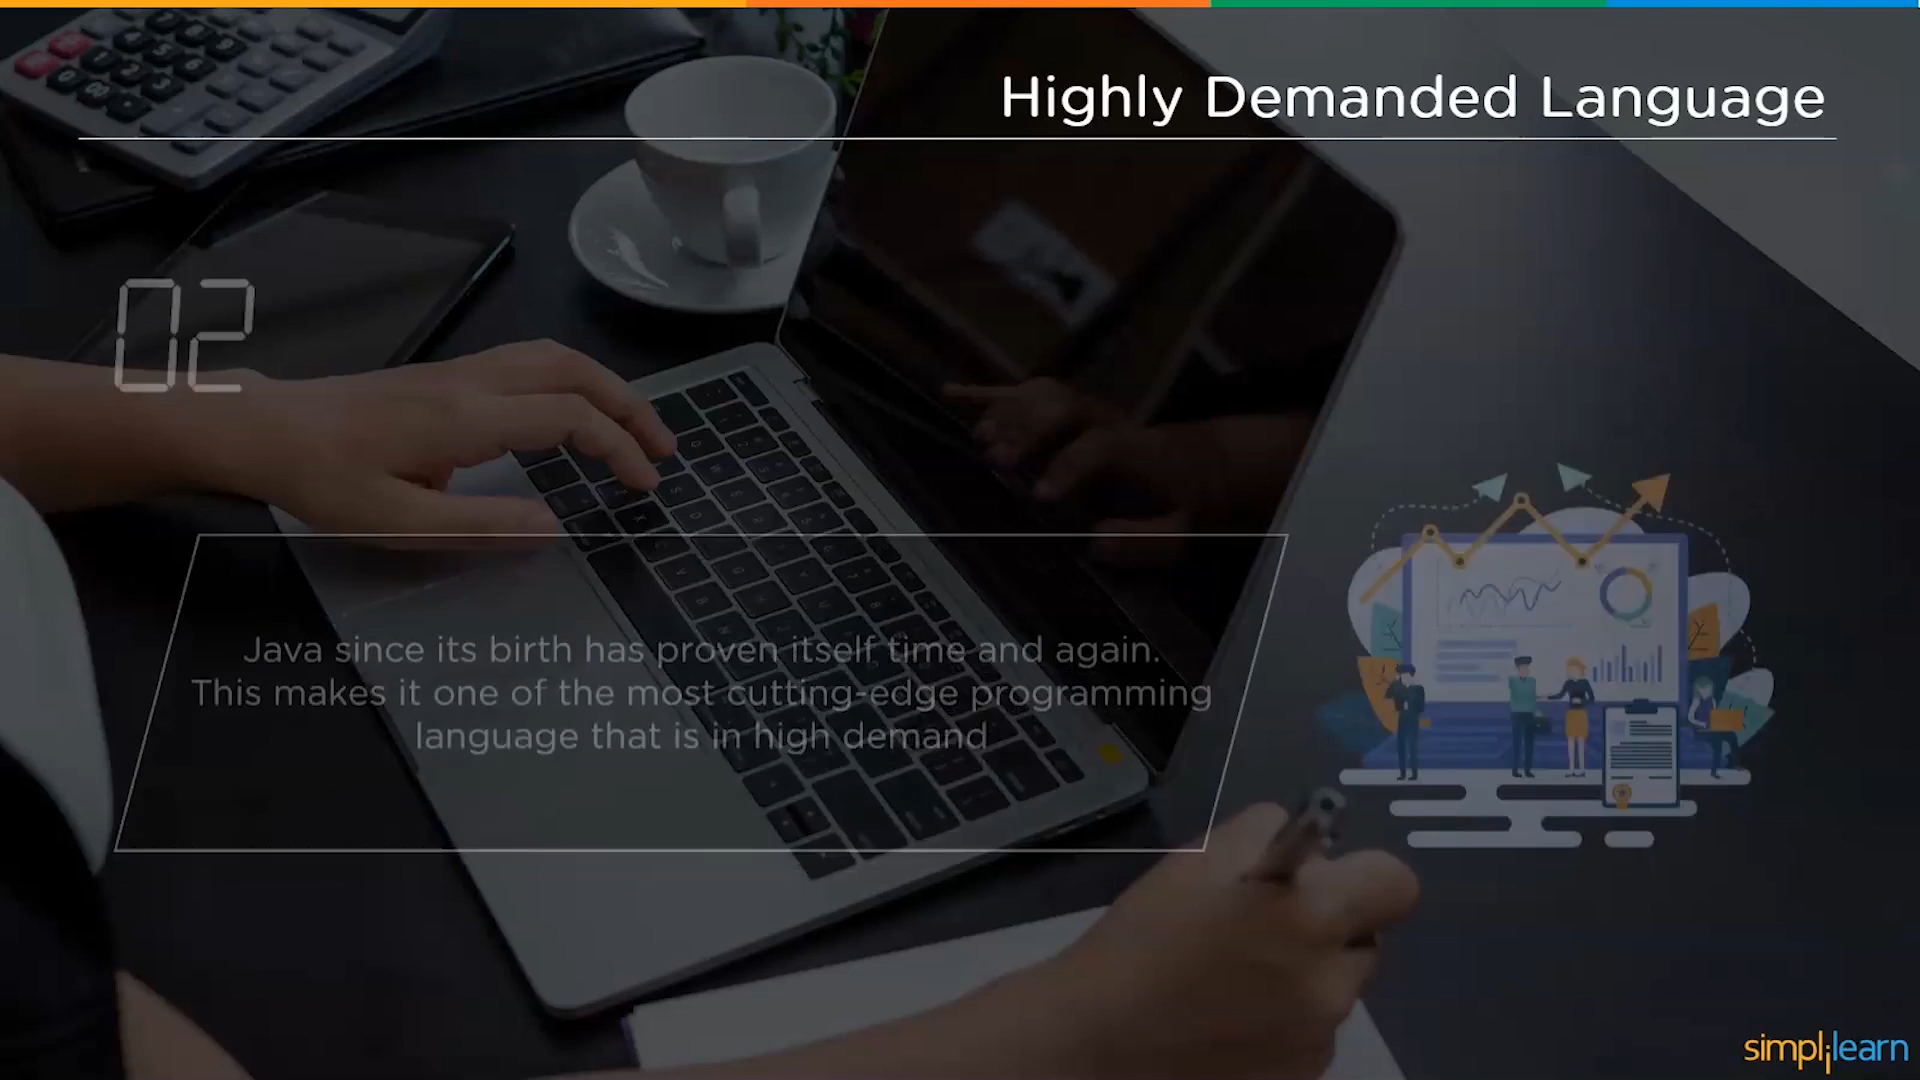 Highly Demanded Language
02
Java since its birth has proven itself time and again.
This makes it one of the most cutting-edge programming
language that is in high demand
simplilearn